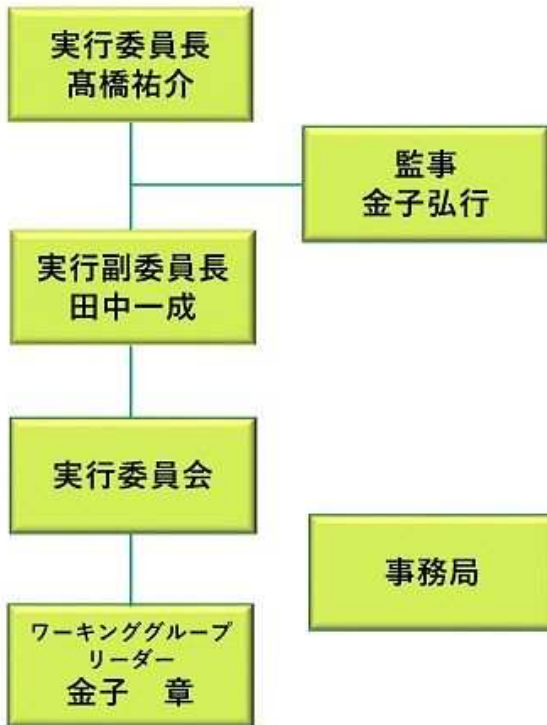 実行委員長
髙橋祐介
監事
金子弘行
実行副委員長
田中一成
実行委員会
事務局
ワーキンググループ
リーダー
金子　章